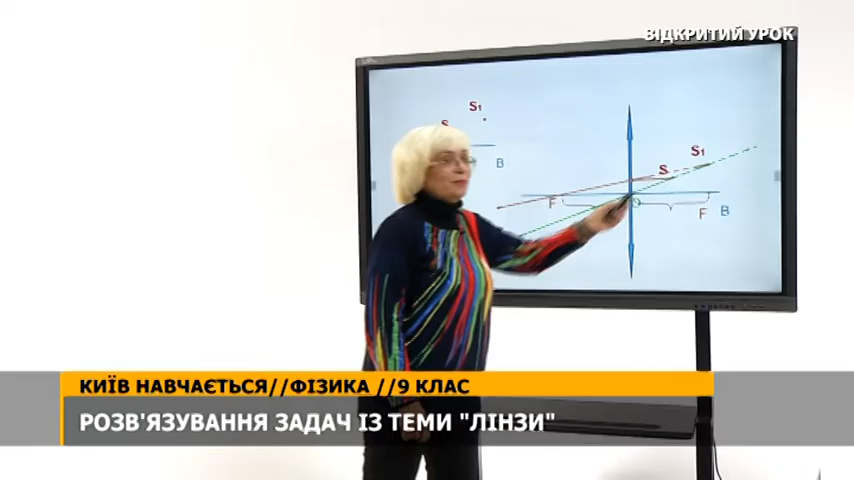 ВІДКРИТИЙ УРОК
S₁
S
B
S₁
S
F
O
F
B
КИЇВ НАВЧАЄТЬСЯ//ФІЗИКА //9 КЛАС
РОЗВ'ЯЗУВАННЯ ЗАДАЧ ІЗ ТЕМИ "ЛІНЗИ"